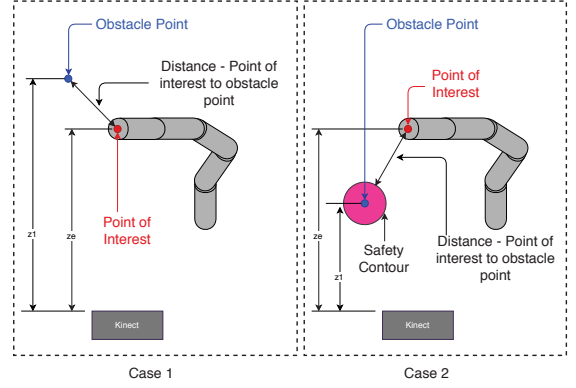 Obstacle Point
Distance - Point of
interest to obstacle
point
Point of
Interest
z1
ze
Kinect
Case 1
Obstacle Point
Point of
Interest
Safety
Contour
Distance - Point of
interest to obstacle
point
ze
z1
Kinect
Case 2